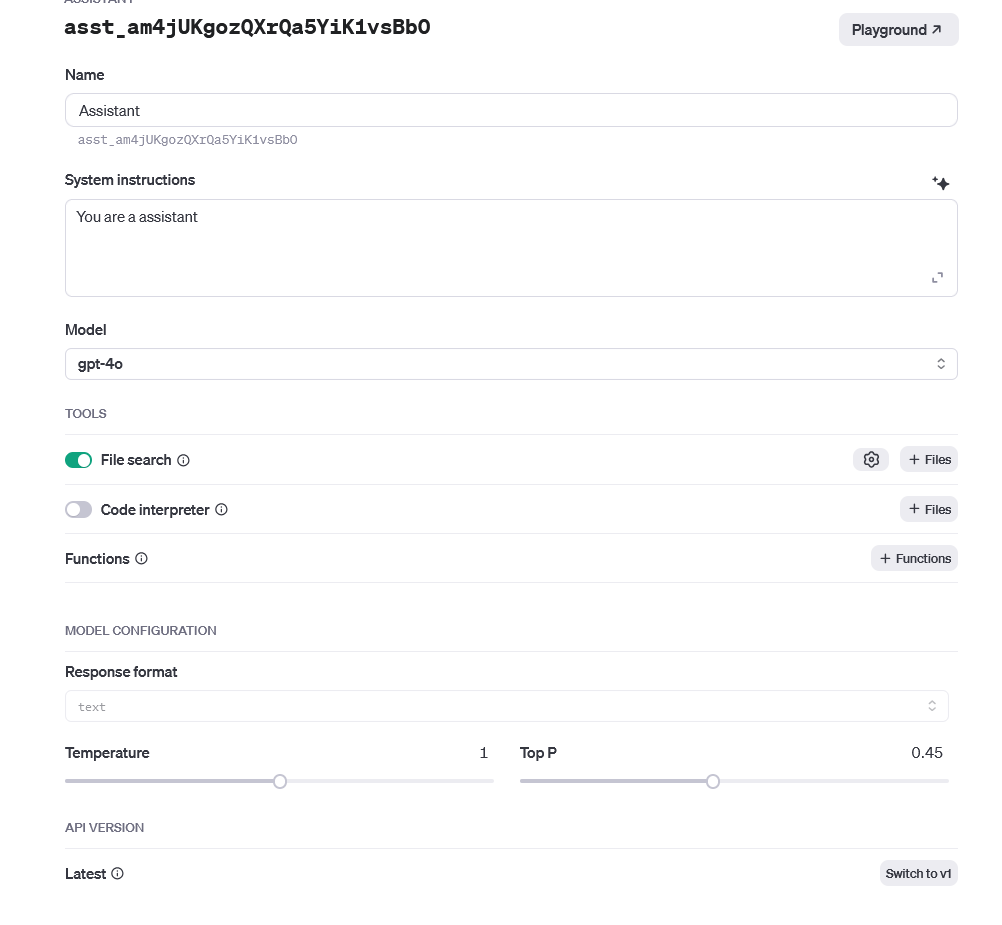 ASSISTANT
asst_am4jUKgozQXrQa5YiK1vsBbO
Playground
Name
Assistant
asst_am4jUKgozQXrQa5YiK1vsBbO
System instructions
You are a assistant
Model
gpt-4o
TOOLS
File search
+ Files
Code interpreter
+ Files
Functions
+ Functions
MODEL CONFIGURATION
Response format
text
Temperature 1
Top P 0.45
API VERSION
Latest
Switch to v1